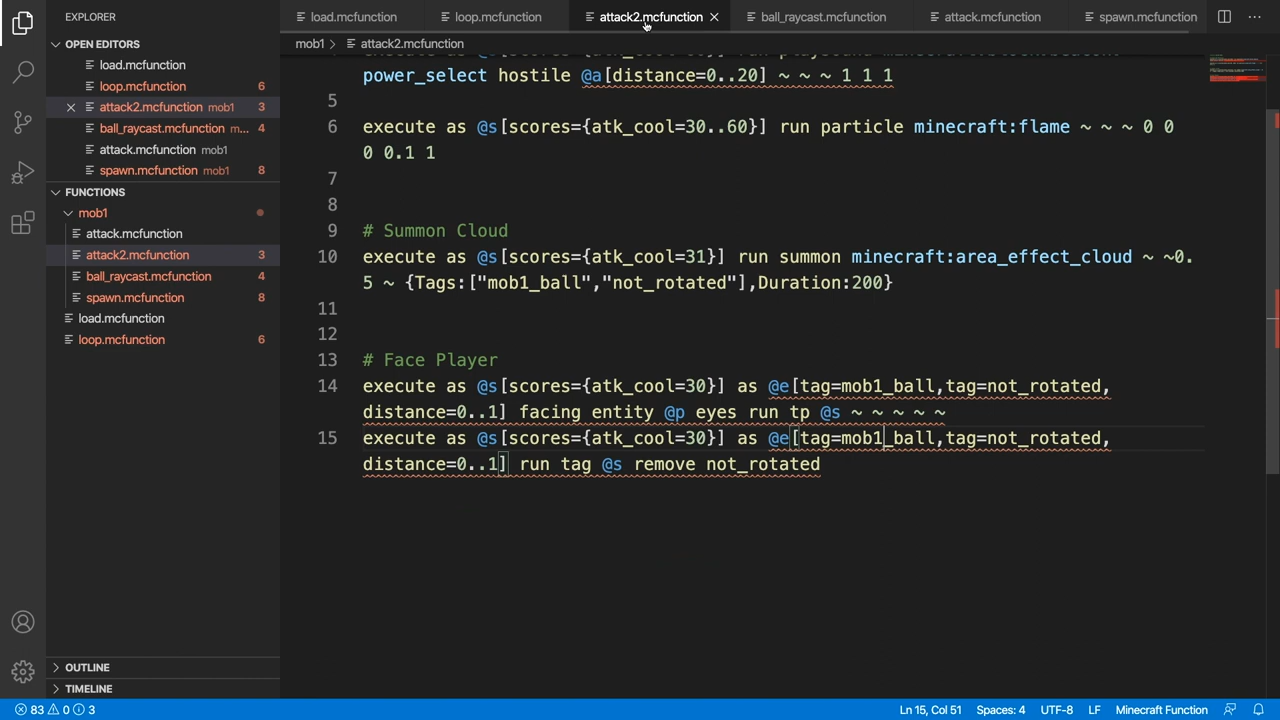 EXPLORER
OPEN EDITORS
load.mcfunction
loop.mcfunction 6
attack2.mcfunction mob1 3
ball_raycast.mcfunction m... 4
attack.mcfunction mob1
spawn.mcfunction mob1 8
FUNCTIONS
mob1
attack.mcfunction
attack2.mcfunction 3
ball_raycast.mcfunction 4
spawn.mcfunction 8
load.mcfunction
loop.mcfunction 6
OUTLINE
TIMELINE
load.mcfunction loop.mcfunction attack2.mcfunction ball_raycast.mcfunction attack.mcfunction spawn.mcfunction
mob1 attack2.mcfunction
power_select hostile @a[distance=0..20] ~ ~ ~ 1 1 1
5
6 execute as @s[scores={atk_cool=30..60}] run particle minecraft:flame ~ ~ ~ 0 0
0 0.1 1
7
8
9 # Summon Cloud
10 execute as @s[scores={atk_cool=31}] run summon minecraft:area_effect_cloud ~ ~0.
5 ~ {Tags:["mob1_ball","not_rotated"],Duration:200}
11
12
13 # Face Player
14 execute as @s[scores={atk_cool=30}] as @e[tag=mob1_ball,tag=not_rotated,
distance=0..1] facing entity @p eyes run tp @s ~ ~ ~ ~ ~
15 execute as @s[scores={atk_cool=30}] as @e[tag=mob1_ball,tag=not_rotated,
distance=0..1] run tag @s remove not_rotated
83 0 3 Ln 15, Col 51 Spaces: 4 UTF-8 LF Minecraft Function